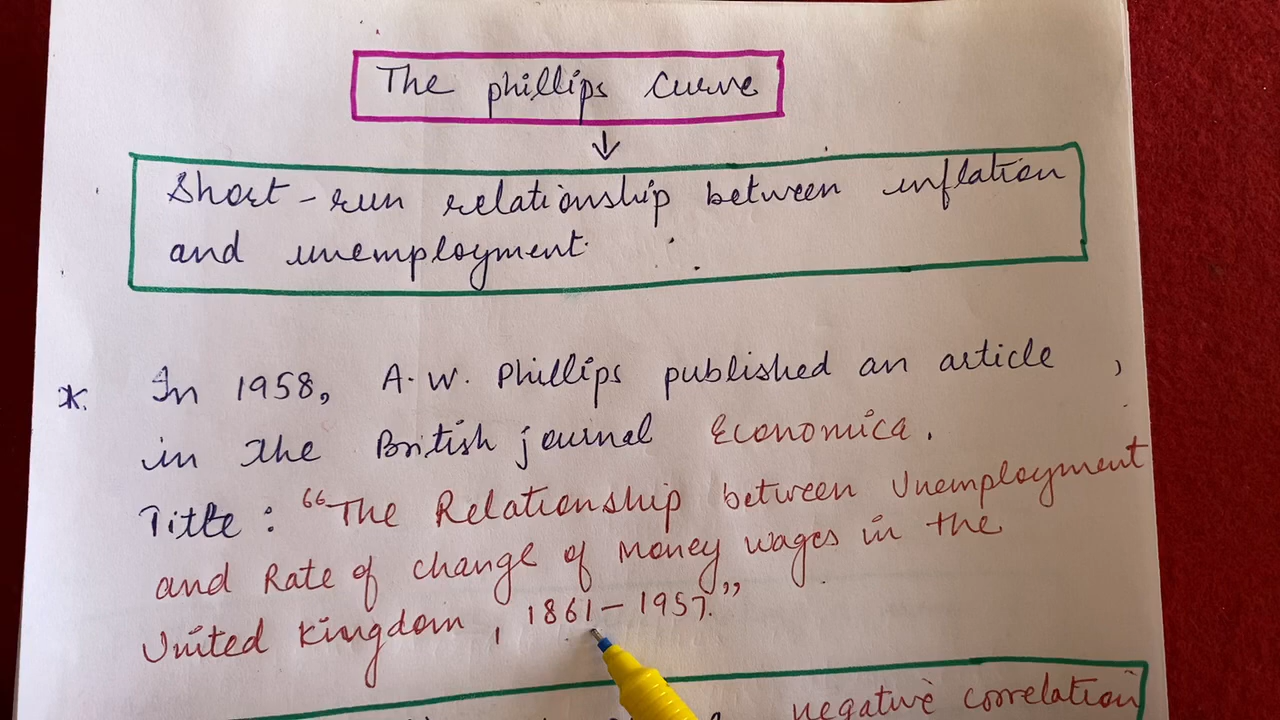 The phillips Curve
Short-run relationship between inflation
and unemployment.
*. In 1958, A.W. Phillips published an article,
in the British journal Economica.
Title: "The Relationship between Unemployment
and Rate of change of Money wages in the
United Kingdom, 1861-1957."
negative correlation